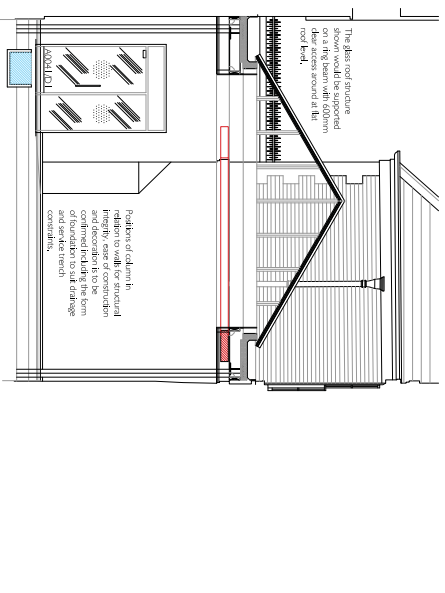 The glass roof structure
shown would be supported
on a ring beam with 600mm
clear access around at flat
roof level.
Positions of column in
relation to walls for structural
integrity, ease of construction
and decoration is to be
confirmed including the form
of foundation to suit drainage
and service trench
constraints.